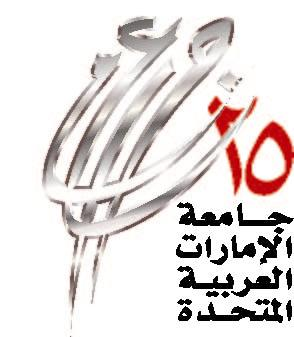 ٢٥
جامعة
الإمارات
العربية
المتحدة